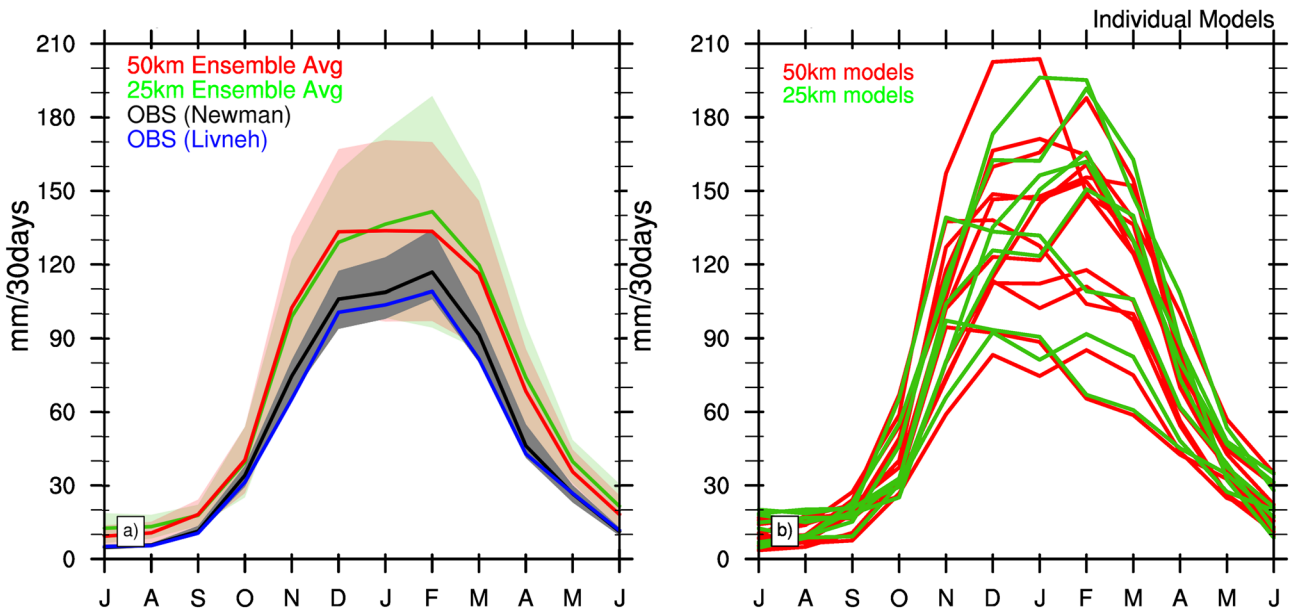 Individual Models
210
180
150
120
90
60
30
0
mm/30days
50km Ensemble Avg
25km Ensemble Avg
OBS (Newman)
OBS (Livneh)
a)
J A S O N D J F M A M J
210
180
150
120
90
60
30
0
mm/30days
50km models
25km models
b)
J A S O N D J F M A M J